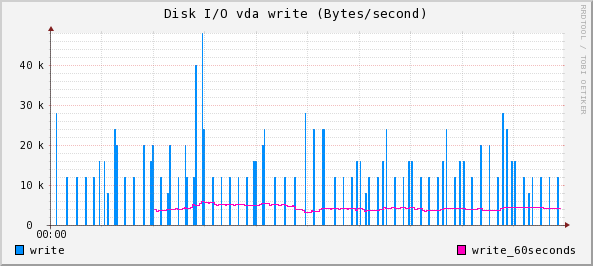 Disk I/O vda write (Bytes/second)
RRDTOOL / TOBI OETIKER
40 k
30 k
20 k
10 k
0
00:00
write
write_60seconds